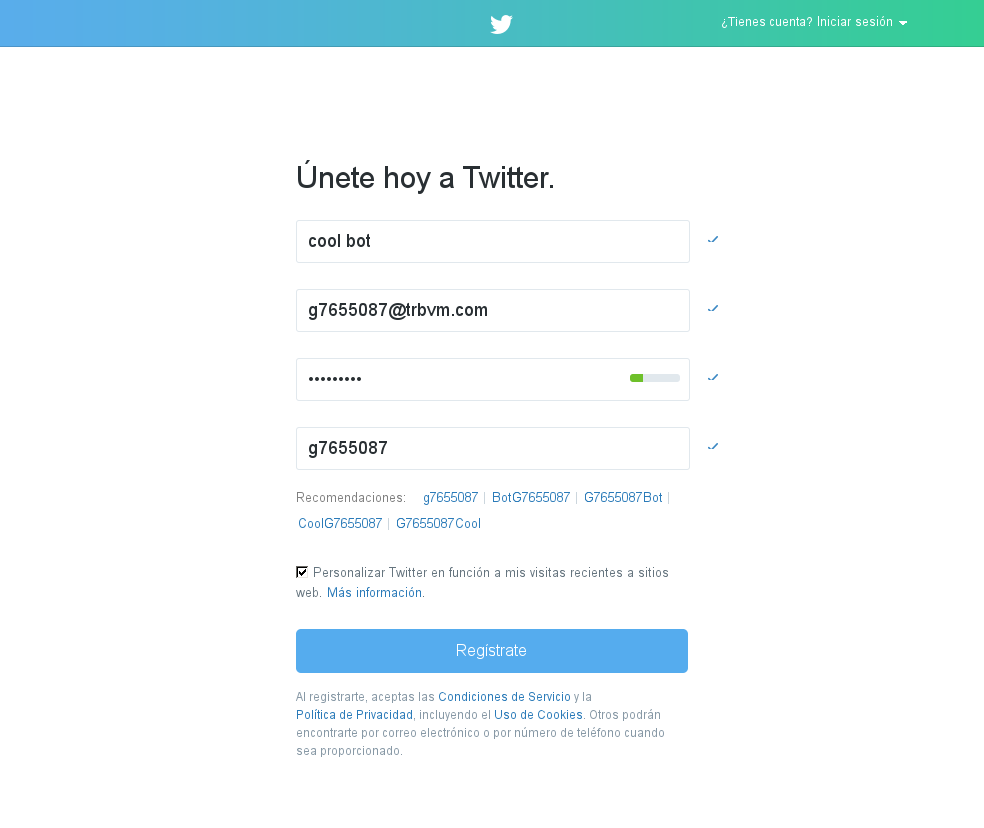 ¿Tienes cuenta? Iniciar sesión
Únete hoy a Twitter.
cool bot
g7655087@trbvm.com
•••••••••
g7655087
Recomendaciones: g7655087 | BotG7655087 | G7655087Bot |
CoolG7655087 | G7655087Cool
Personalizar Twitter en función a mis visitas recientes a sitios
web. Más información.
Regístrate
Al registrarte, aceptas las Condiciones de Servicio y la
Política de Privacidad, incluyendo el Uso de Cookies. Otros podrán
encontrarte por correo electrónico o por número de teléfono cuando
sea proporcionado.